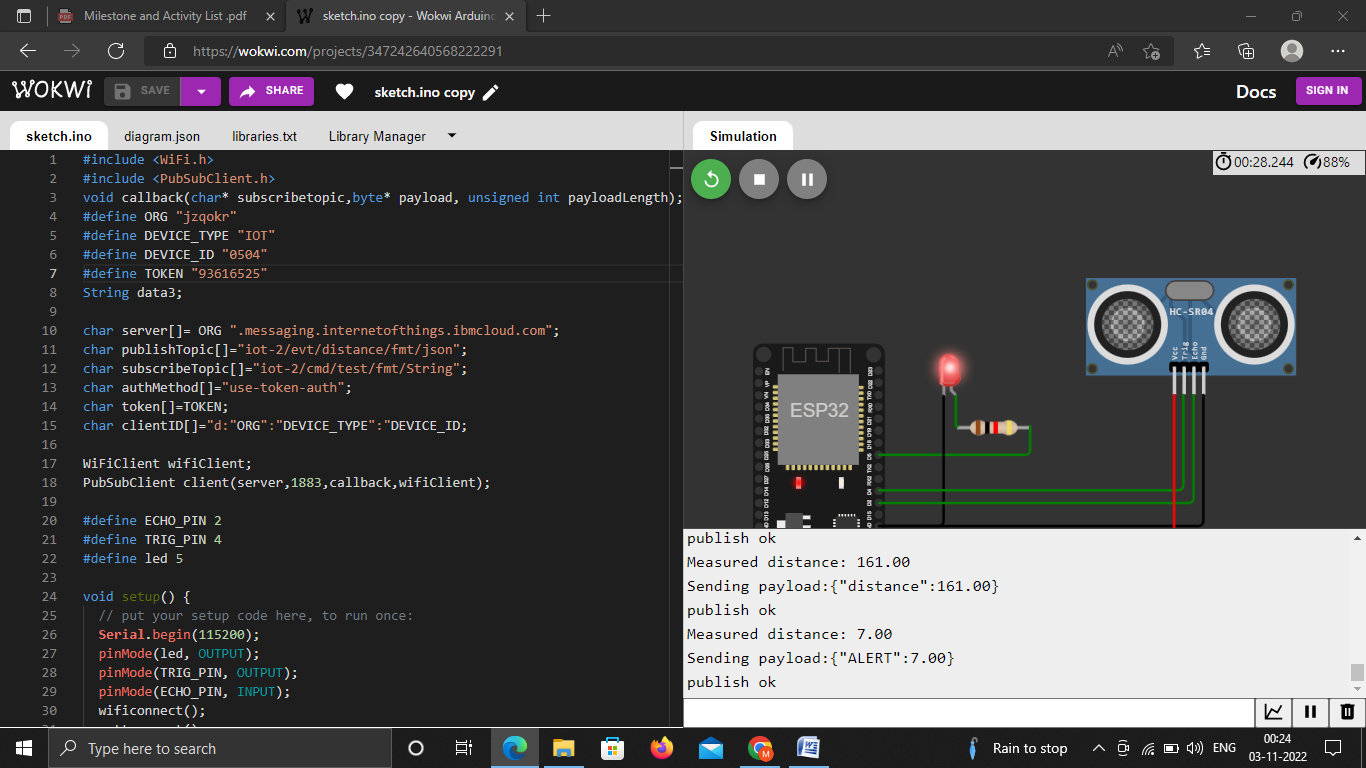 Milestone and Activity List .pdf
sketch.ino copy - Wokwi Arduino
https://wokwi.com/projects/347242640568222291
WOKWI
SAVE
SHARE
sketch.ino copy
Docs
SIGN IN
sketch.ino
diagram.json
libraries.txt
Library Manager
Simulation
1 #include <WiFi.h>
2 #include <PubSubClient.h>
3 void callback(char* subscribetopic,byte* payload, unsigned int payloadLength);
4 #define ORG "jzqokr"
5 #define DEVICE_TYPE "IOT"
6 #define DEVICE_ID "0504"
7 #define TOKEN "93616525"
8 String data3;
9
10 char server[]= ORG ".messaging.internetofthings.ibmcloud.com";
11 char publishTopic[]="iot-2/evt/distance/fmt/json";
12 char subscribeTopic[]="iot-2/cmd/test/fmt/String";
13 char authMethod[]="use-token-auth";
14 char token[]=TOKEN;
15 char clientID[]="d:"ORG":"DEVICE_TYPE":"DEVICE_ID;
16
17 WiFiClient wifiClient;
18 PubSubClient client(server,1883,callback,wifiClient);
19
20 #define ECHO_PIN 2
21 #define TRIG_PIN 4
22 #define led 5
23
24 void setup() {
25 // put your setup code here, to run once:
26 Serial.begin(115200);
27 pinMode(led, OUTPUT);
28 pinMode(TRIG_PIN, OUTPUT);
29 pinMode(ECHO_PIN, INPUT);
30 wificonnect();
00:28.244
88%
HC-SR04
Vcc
Trig
Echo
Gnd
ESP32
publish ok
Measured distance: 161.00
Sending payload:{"distance":161.00}
publish ok
Measured distance: 7.00
Sending payload:{"ALERT":7.00}
publish ok
Type here to search
Rain to stop
ENG
00:24
03-11-2022